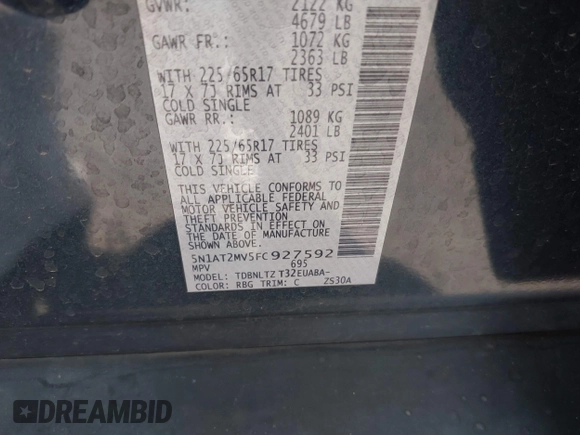 GVWR: 2122 KG
4679 LB
GAWR FR.: 1072 KG
2363 LB
WITH 225/65R17 TIRES
17 X 7J RIMS AT 33 PSI
COLD SINGLE
GAWR RR.: 1089 KG
2401 LB
WITH 225/65R17 TIRES
17 X 7J RIMS AT 33 PSI
COLD SINGLE
THIS VEHICLE CONFORMS TO
ALL APPLICABLE FEDERAL
MOTOR VEHICLE SAFETY AND
THEFT PREVENTION
STANDARDS IN EFFECT ON
THE DATE OF MANUFACTURE
SHOWN ABOVE.
5N1AT2MV5FC927592
MPV 695
MODEL: TDBNLTZ T32EUABA-
COLOR: RBG TRIM: C ZS30A
DREAMBID